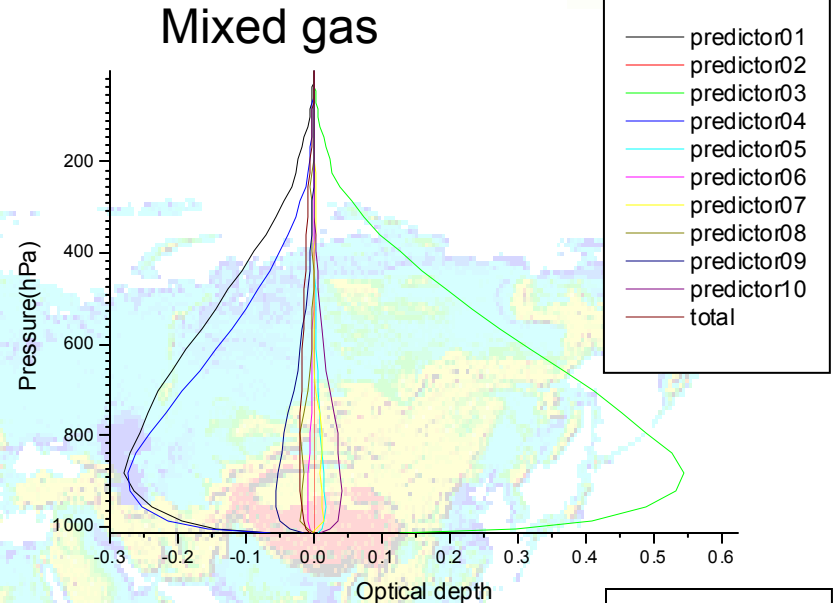 Mixed gas
predictor01
predictor02
predictor03
predictor04
predictor05
predictor06
predictor07
predictor08
predictor09
predictor10
total
Pressure(hPa)
200
400
600
800
1000
-0.3 -0.2 -0.1 0.0 0.1 0.2 0.3 0.4 0.5 0.6
Optical depth